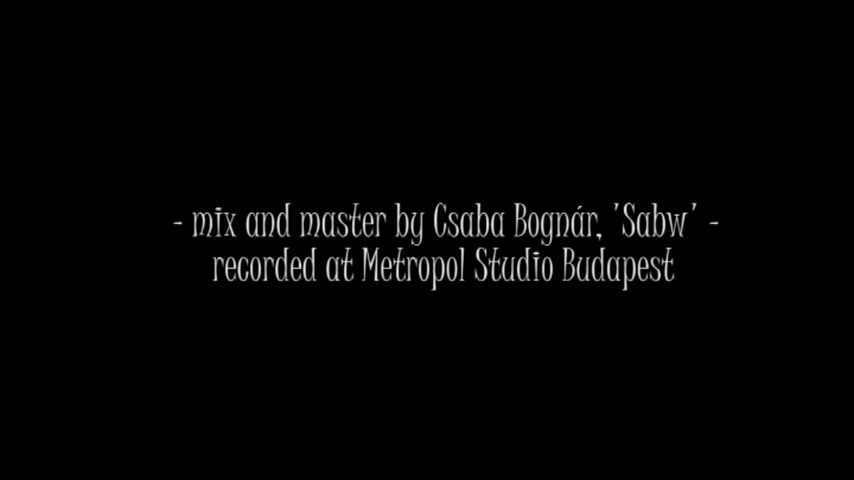 - mix and master by Csaba Bognár, 'Sabw' -
recorded at Metropol Studio Budapest